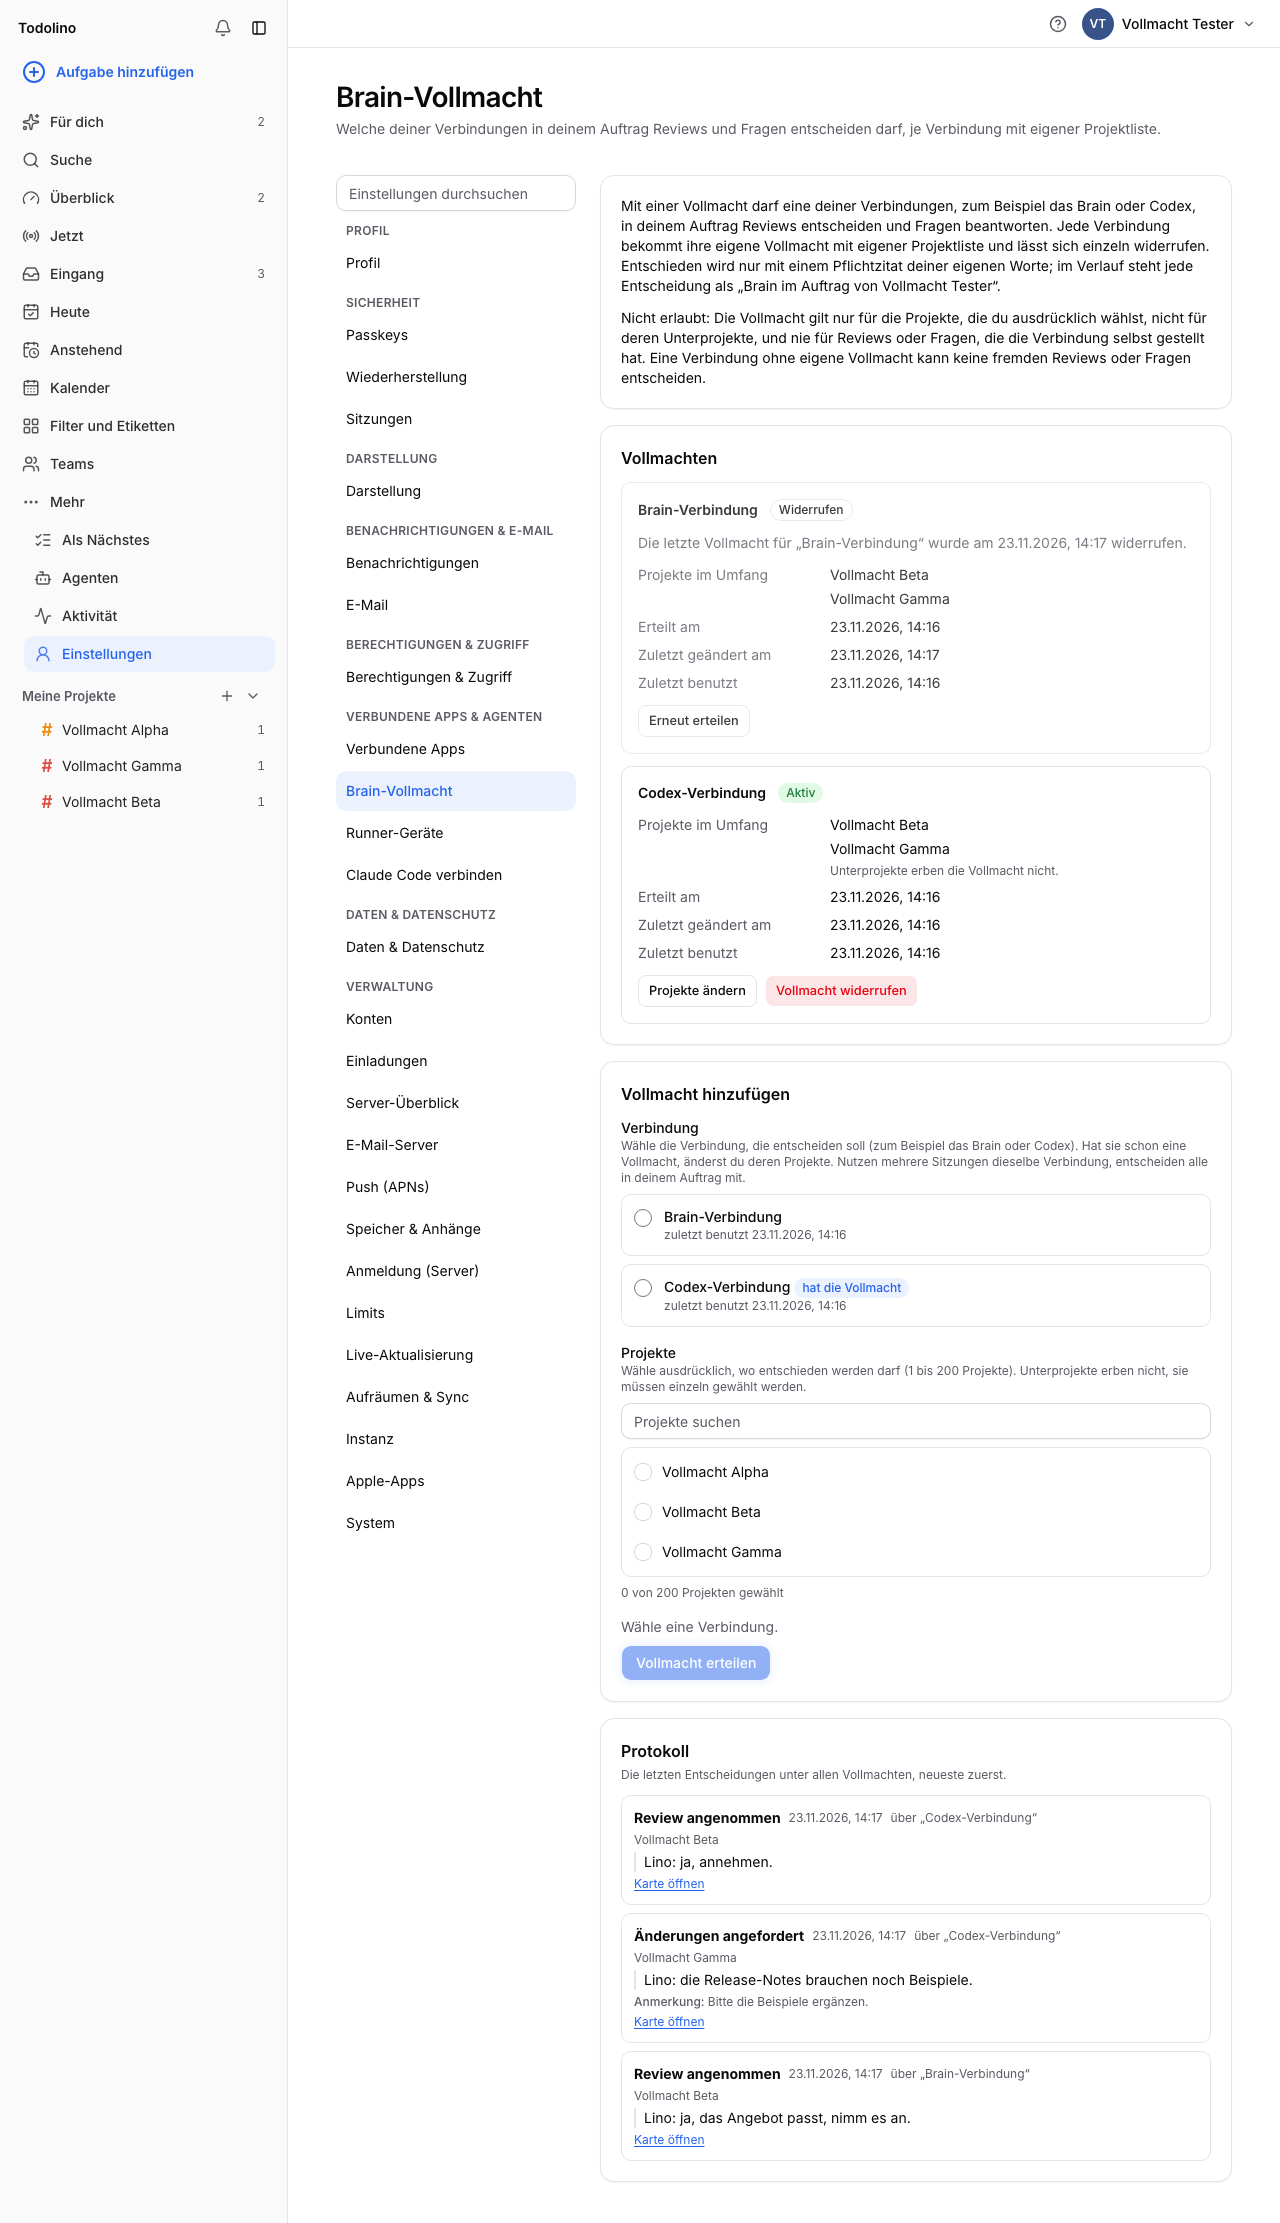 Todolino
Aufgabe hinzufügen
Für dich 2
Suche
Überblick 2
Jetzt
Eingang 3
Heute
Anstehend
Kalender
Filter und Etiketten
Teams
Mehr
Als Nächstes
Agenten
Aktivität
Einstellungen
Meine Projekte
# Vollmacht Alpha 1
# Vollmacht Gamma 1
# Vollmacht Beta 1
VT Vollmacht Tester
Brain-Vollmacht
Welche deiner Verbindungen in deinem Auftrag Reviews und Fragen entscheiden darf, je Verbindung mit eigener Projektliste.
Einstellungen durchsuchen
PROFIL
Profil
SICHERHEIT
Passkeys
Wiederherstellung
Sitzungen
DARSTELLUNG
Darstellung
BENACHRICHTIGUNGEN & E-MAIL
Benachrichtigungen
E-Mail
BERECHTIGUNGEN & ZUGRIFF
Berechtigungen & Zugriff
VERBUNDENE APPS & AGENTEN
Verbundene Apps
Brain-Vollmacht
Runner-Geräte
Claude Code verbinden
DATEN & DATENSCHUTZ
Daten & Datenschutz
VERWALTUNG
Konten
Einladungen
Server-Überblick
E-Mail-Server
Push (APNs)
Speicher & Anhänge
Anmeldung (Server)
Limits
Live-Aktualisierung
Aufräumen & Sync
Instanz
Apple-Apps
System
Mit einer Vollmacht darf eine deiner Verbindungen, zum Beispiel das Brain oder Codex,
in deinem Auftrag Reviews entscheiden und Fragen beantworten. Jede Verbindung
bekommt ihre eigene Vollmacht mit eigener Projektliste und lässt sich einzeln widerrufen.
Entschieden wird nur mit einem Pflichtzitat deiner eigenen Worte; im Verlauf steht jede
Entscheidung als „Brain im Auftrag von Vollmacht Tester“.
Nicht erlaubt: Die Vollmacht gilt nur für die Projekte, die du ausdrücklich wählst, nicht für
deren Unterprojekte, und nie für Reviews oder Fragen, die die Verbindung selbst gestellt
hat. Eine Verbindung ohne eigene Vollmacht kann keine fremden Reviews oder Fragen
entscheiden.
Vollmachten
Brain-Verbindung Widerrufen
Die letzte Vollmacht für „Brain-Verbindung“ wurde am 23.11.2026, 14:17 widerrufen.
Projekte im Umfang Vollmacht Beta
Vollmacht Gamma
Erteilt am 23.11.2026, 14:16
Zuletzt geändert am 23.11.2026, 14:17
Zuletzt benutzt 23.11.2026, 14:16
Erneut erteilen
Codex-Verbindung Aktiv
Projekte im Umfang Vollmacht Beta
Vollmacht Gamma
Unterprojekte erben die Vollmacht nicht.
Erteilt am 23.11.2026, 14:16
Zuletzt geändert am 23.11.2026, 14:16
Zuletzt benutzt 23.11.2026, 14:16
Projekte ändern Vollmacht widerrufen
Vollmacht hinzufügen
Verbindung
Wähle die Verbindung, die entscheiden soll (zum Beispiel das Brain oder Codex). Hat sie schon eine
Vollmacht, änderst du deren Projekte. Nutzen mehrere Sitzungen dieselbe Verbindung, entscheiden alle
in deinem Auftrag mit.
Brain-Verbindung
zuletzt benutzt 23.11.2026, 14:16
Codex-Verbindung hat die Vollmacht
zuletzt benutzt 23.11.2026, 14:16
Projekte
Wähle ausdrücklich, wo entschieden werden darf (1 bis 200 Projekte). Unterprojekte erben nicht, sie
müssen einzeln gewählt werden.
Projekte suchen
Vollmacht Alpha
Vollmacht Beta
Vollmacht Gamma
0 von 200 Projekten gewählt
Wähle eine Verbindung.
Vollmacht erteilen
Protokoll
Die letzten Entscheidungen unter allen Vollmachten, neueste zuerst.
Review angenommen 23.11.2026, 14:17 über „Codex-Verbindung“
Vollmacht Beta
Lino: ja, annehmen.
Karte öffnen
Änderungen angefordert 23.11.2026, 14:17 über „Codex-Verbindung“
Vollmacht Gamma
Lino: die Release-Notes brauchen noch Beispiele.
Anmerkung: Bitte die Beispiele ergänzen.
Karte öffnen
Review angenommen 23.11.2026, 14:17 über „Brain-Verbindung“
Vollmacht Beta
Lino: ja, das Angebot passt, nimm es an.
Karte öffnen